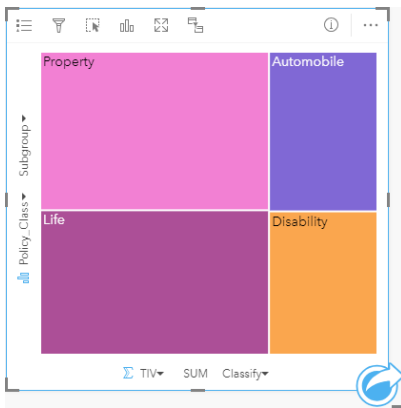 Property
Automobile
Life
Disability
Subgroup
Policy_Class
Σ TIV SUM Classify